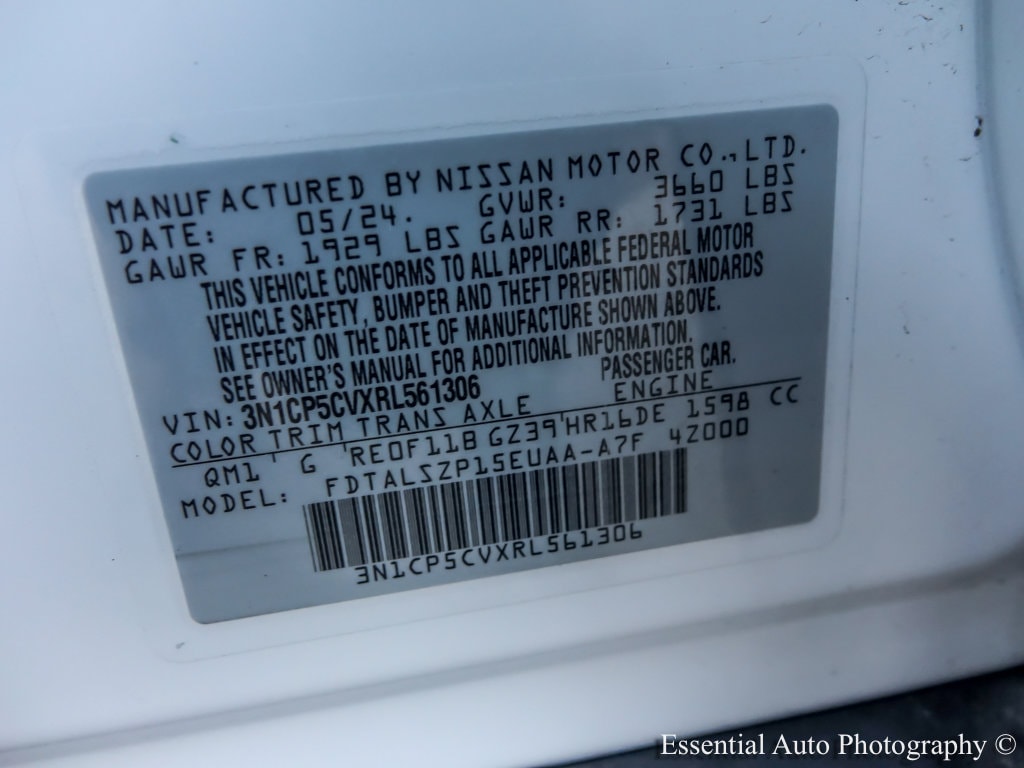 MANUFACTURED BY NISSAN MOTOR CO., LTD.
DATE: 05/24. GVWR: 3660 LBS
GAWR FR: 1929 LBS GAWR RR: 1731 LBS
THIS VEHICLE CONFORMS TO ALL APPLICABLE FEDERAL MOTOR
VEHICLE SAFETY, BUMPER AND THEFT PREVENTION STANDARDS
IN EFFECT ON THE DATE OF MANUFACTURE SHOWN ABOVE.
SEE OWNER'S MANUAL FOR ADDITIONAL INFORMATION.
VIN: 3N1CP5CVXRL561306 PASSENGER CAR.
COLOR TRIM TRANS AXLE ENGINE
QM1 ' G 'RE0F11B GZ39'HR16DE 1598 CC
MODEL: FDTALSZP15EUAA-A7F 42000
3N1CP5CVXRL561306
Essential Auto Photography ©